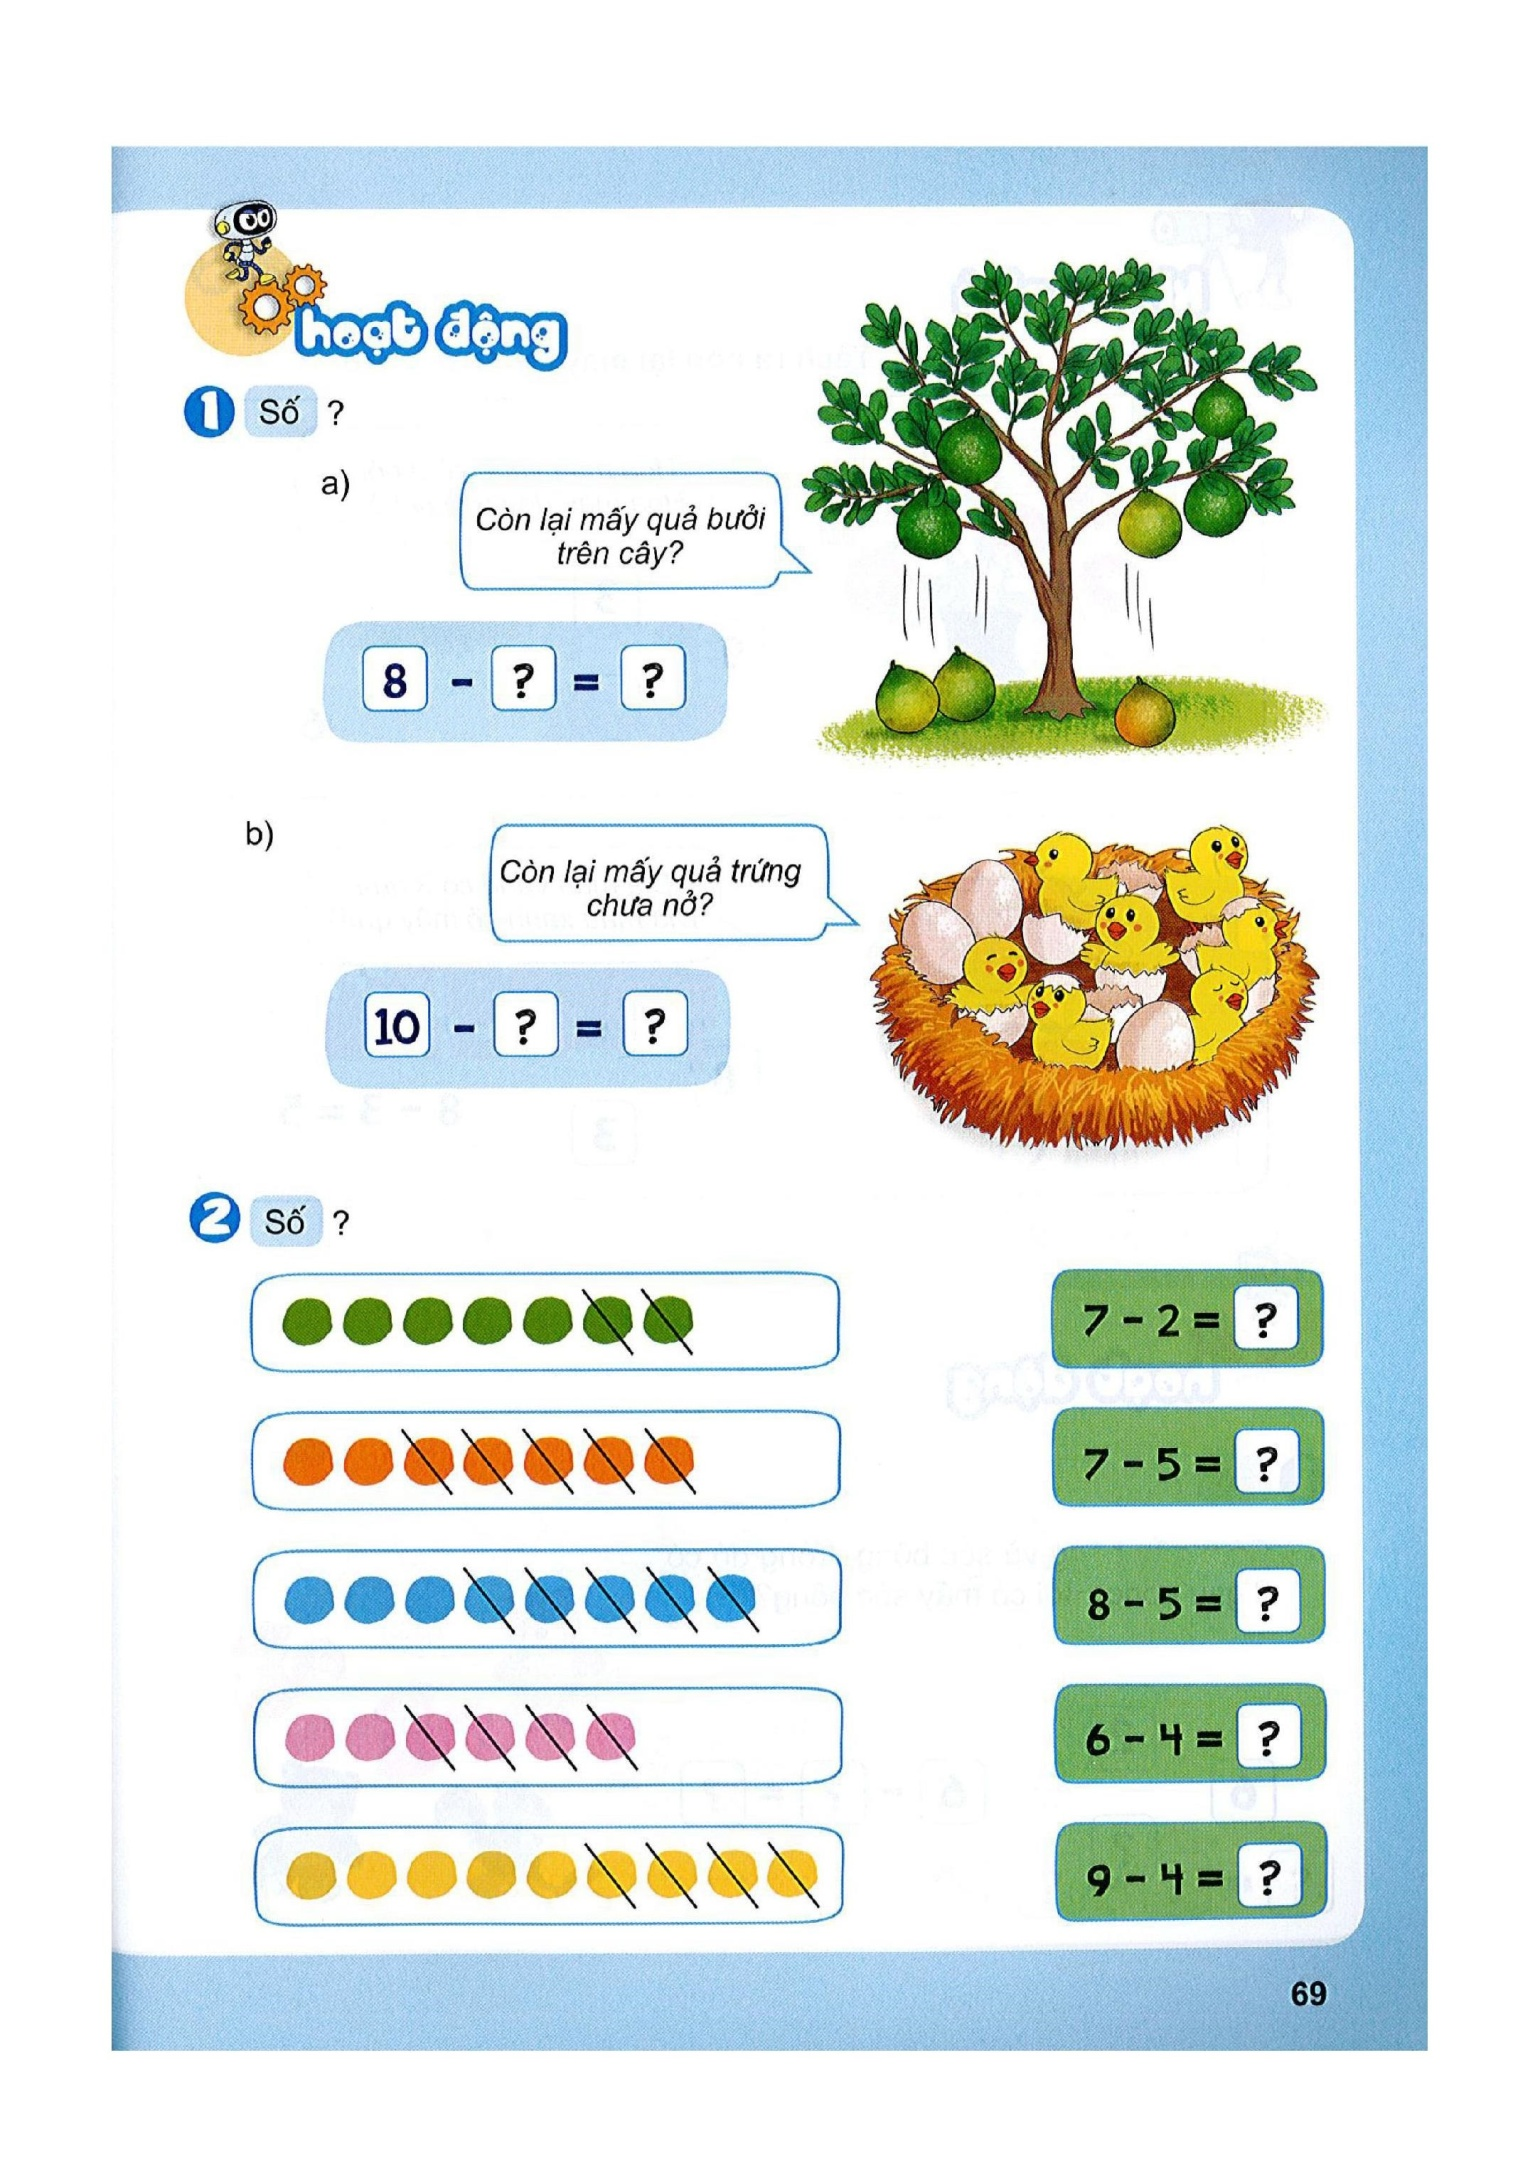 hoạt động
1 Số ?
a)
Còn lại mấy quả bưởi
trên cây?
8 - ? = ?
b)
Còn lại mấy quả trứng
chưa nở?
10 - ? = ?
2 Số ?
7 - 2 = ?
7 - 5 = ?
8 - 5 = ?
6 - 4 = ?
9 - 4 = ?
69